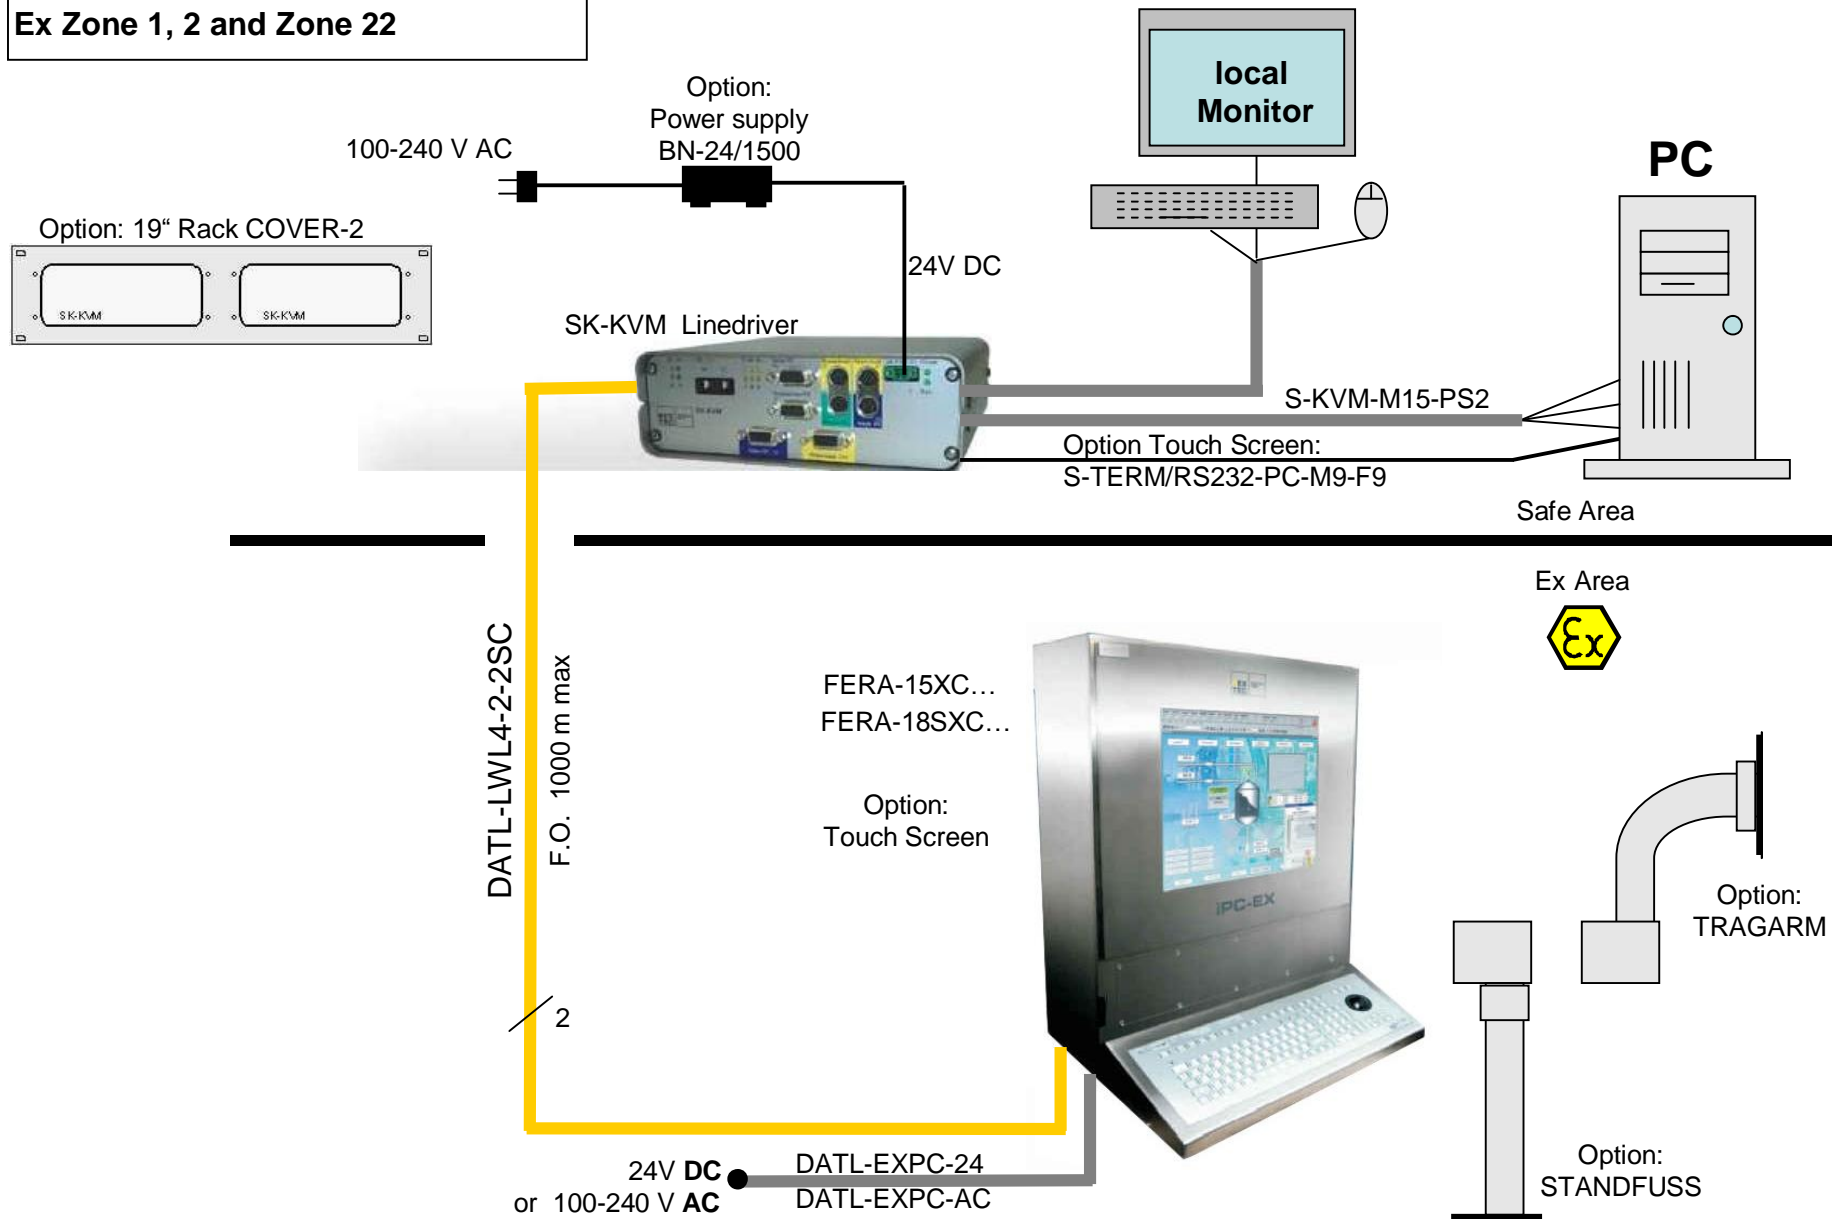 Ex Zone 1, 2 and Zone 22
local
Monitor
Option:
Power supply
BN-24/1500
100-240 V AC
PC
Option: 19“ Rack COVER-2
24V DC
SK-KVM
SK-KVM
SK-KVM Linedriver
S-KVM-M15-PS2
Option Touch Screen:
S-TERM/RS232-PC-M9-F9
Safe Area
Ex Area
Ex
DATL-LWL4-2-2SC
F.O. 1000 m max
FERA-15XC...
FERA-18SXC...
Option:
Touch Screen
iPC-EX
Option:
TRAGARM
2
24V DC
or 100-240 V AC
DATL-EXPC-24
DATL-EXPC-AC
Option:
STANDFUSS